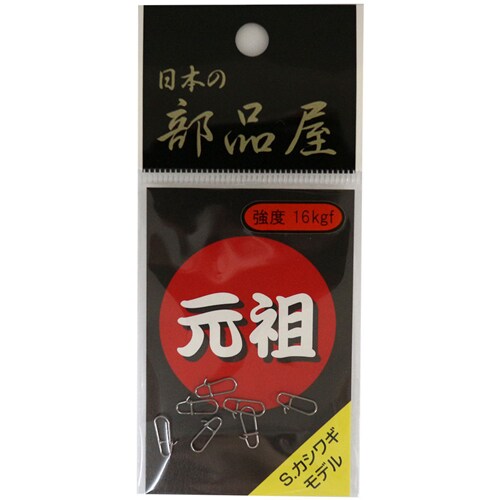 日本の
部品屋
強度 16kgf
元祖
S.カシワギ
モデル